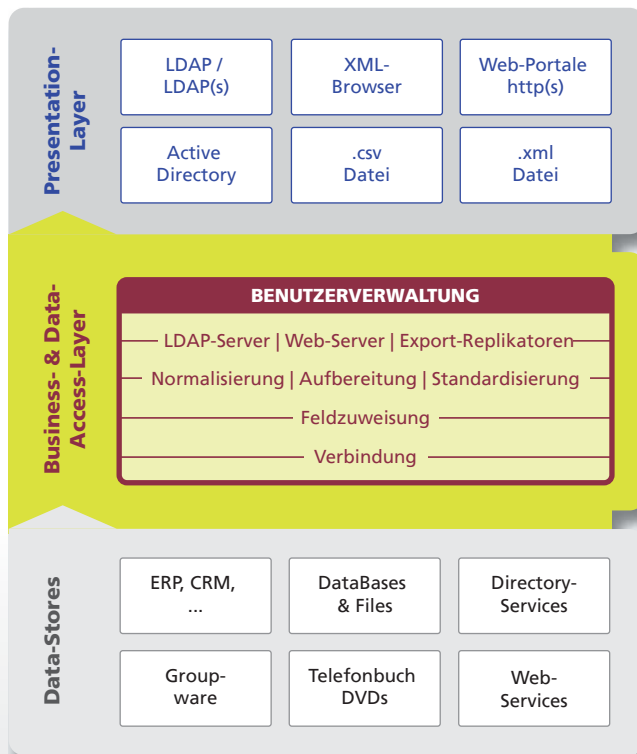 Presentation-
Layer
LDAP /
LDAP(s)
XML-
Browser
Web-Portale
http(s)
Active
Directory
.csv
Datei
.xml
Datei
Business- & Data-
Access-Layer
BENUTZERVERWALTUNG
LDAP-Server | Web-Server | Export-Replikatoren
Normalisierung | Aufbereitung | Standardisierung
Feldzuweisung
Verbindung
Data-Stores
ERP, CRM,
...
DataBases
& Files
Directory-
Services
Group-
ware
Telefonbuch
DVDs
Web-
Services